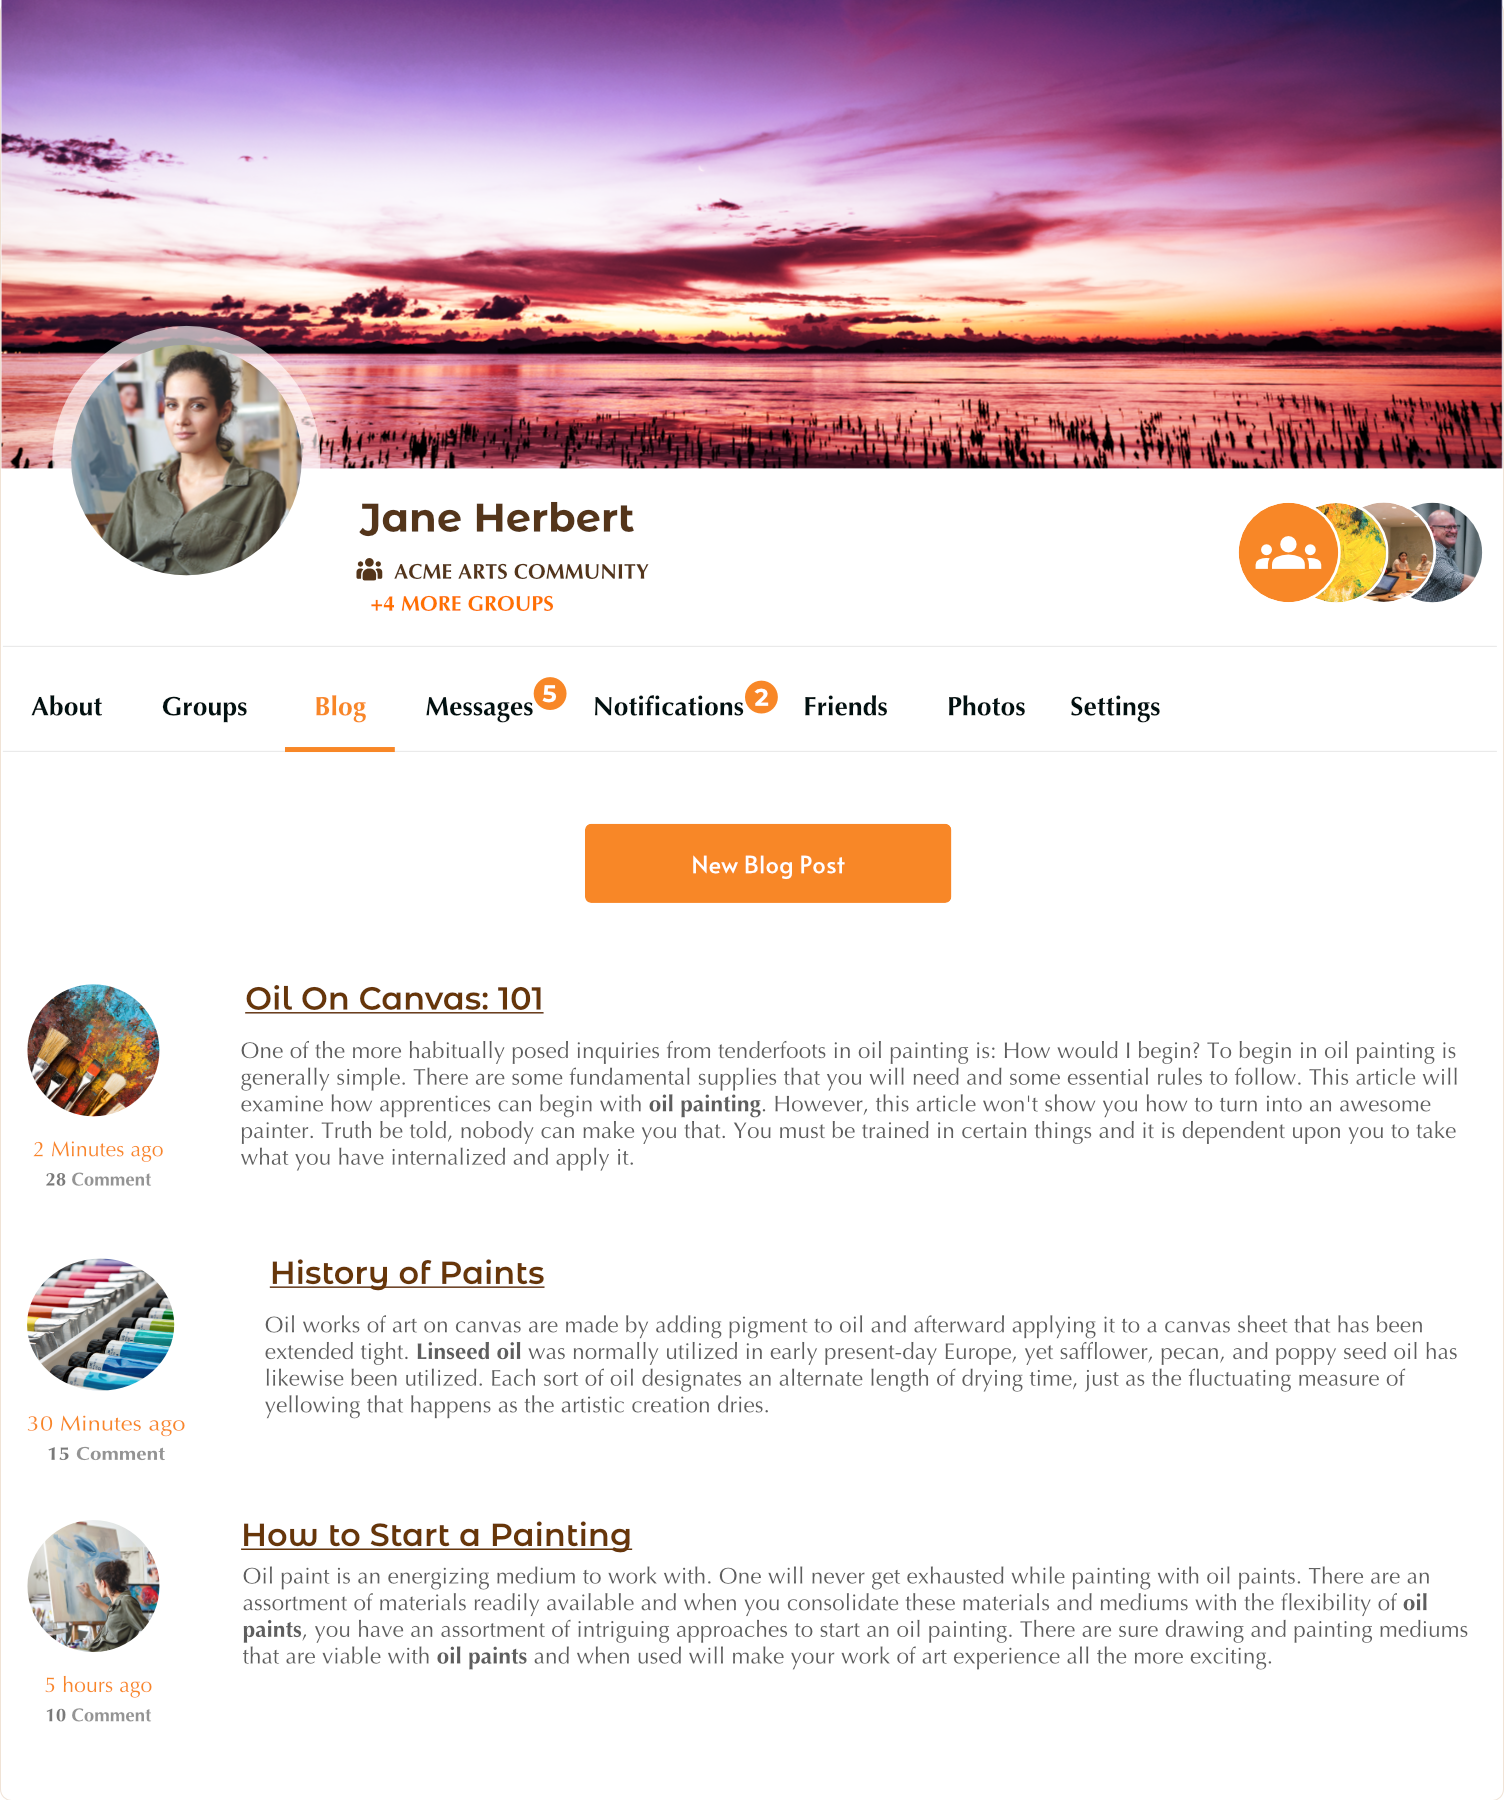 Jane Herbert
ACME ARTS COMMUNITY
+4 MORE GROUPS
About Groups Blog Messages 5 Notifications 2 Friends Photos Settings
New Blog Post
Oil On Canvas: 101
One of the more habitually posed inquiries from tenderfoots in oil painting is: How would I begin? To begin in oil painting is
generally simple. There are some fundamental supplies that you will need and some essential rules to follow. This article will
examine how apprentices can begin with oil painting. However, this article won't show you how to turn into an awesome
painter. Truth be told, nobody can make you that. You must be trained in certain things and it is dependent upon you to take
what you have internalized and apply it.
2 Minutes ago
28 Comment
History of Paints
Oil works of art on canvas are made by adding pigment to oil and afterward applying it to a canvas sheet that has been
extended tight. Linseed oil was normally utilized in early present-day Europe, yet safflower, pecan, and poppy seed oil has
likewise been utilized. Each sort of oil designates an alternate length of drying time, just as the fluctuating measure of
yellowing that happens as the artistic creation dries.
30 Minutes ago
15 Comment
How to Start a Painting
Oil paint is an energizing medium to work with. One will never get exhausted while painting with oil paints. There are an
assortment of materials readily available and when you consolidate these materials and mediums with the flexibility of oil
paints, you have an assortment of intriguing approaches to start an oil painting. There are sure drawing and painting mediums
that are viable with oil paints and when used will make your work of art experience all the more exciting.
5 hours ago
10 Comment